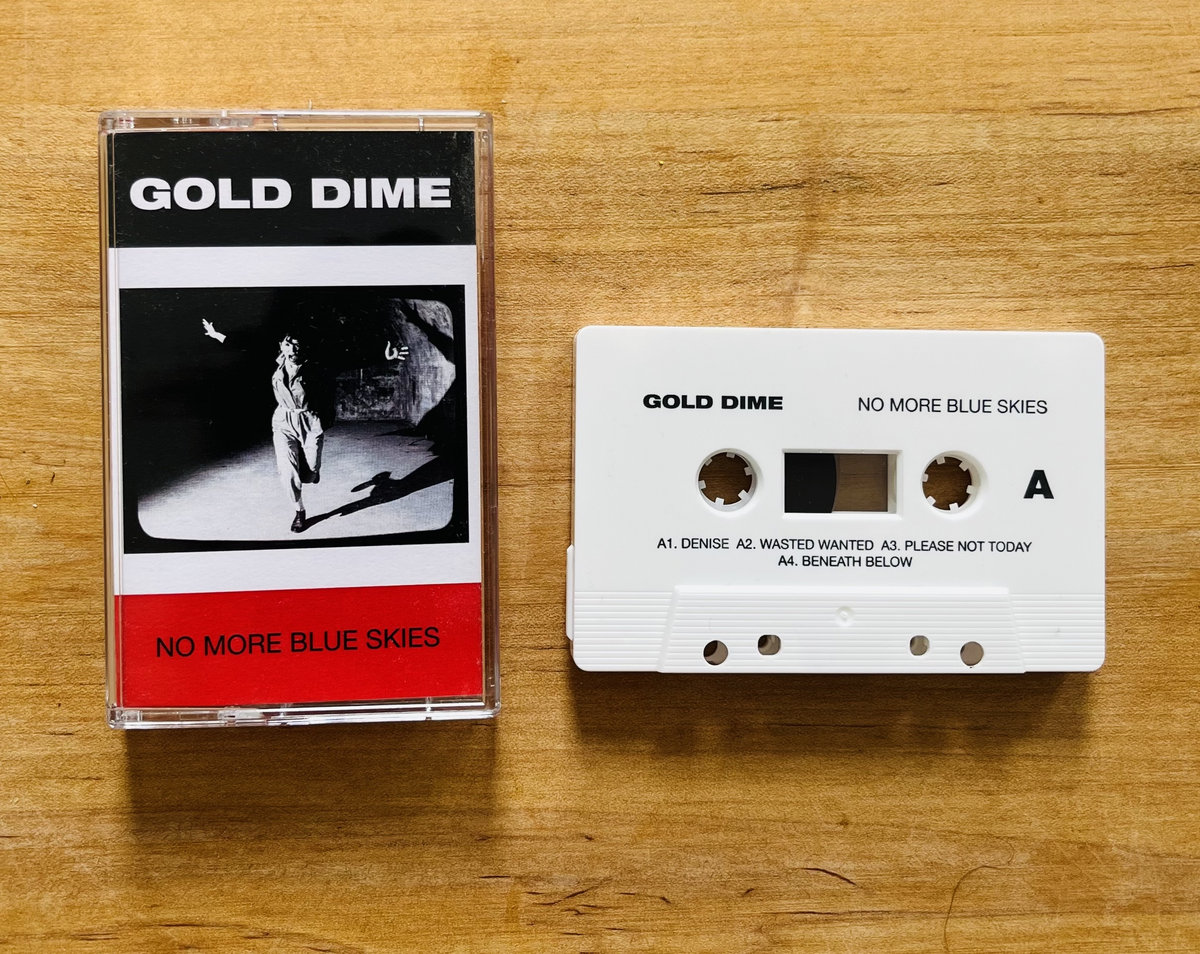 GOLD DIME
NO MORE BLUE SKIES
GOLD DIME
NO MORE BLUE SKIES
A
A1. DENISE A2. WASTED WANTED A3. PLEASE NOT TODAY
A4. BENEATH BELOW